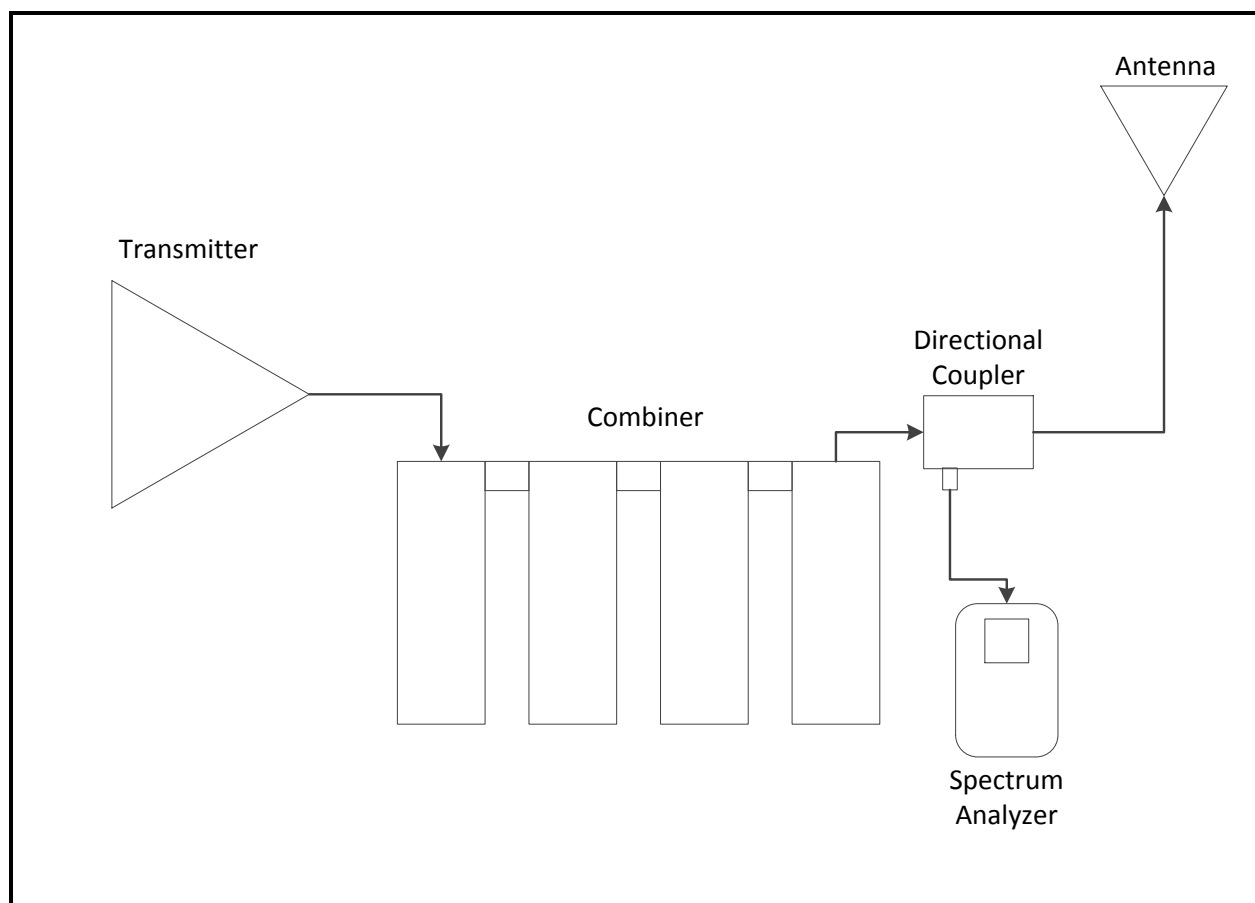 Antenna
Transmitter
Directional
Coupler
Combiner
Spectrum
Analyzer